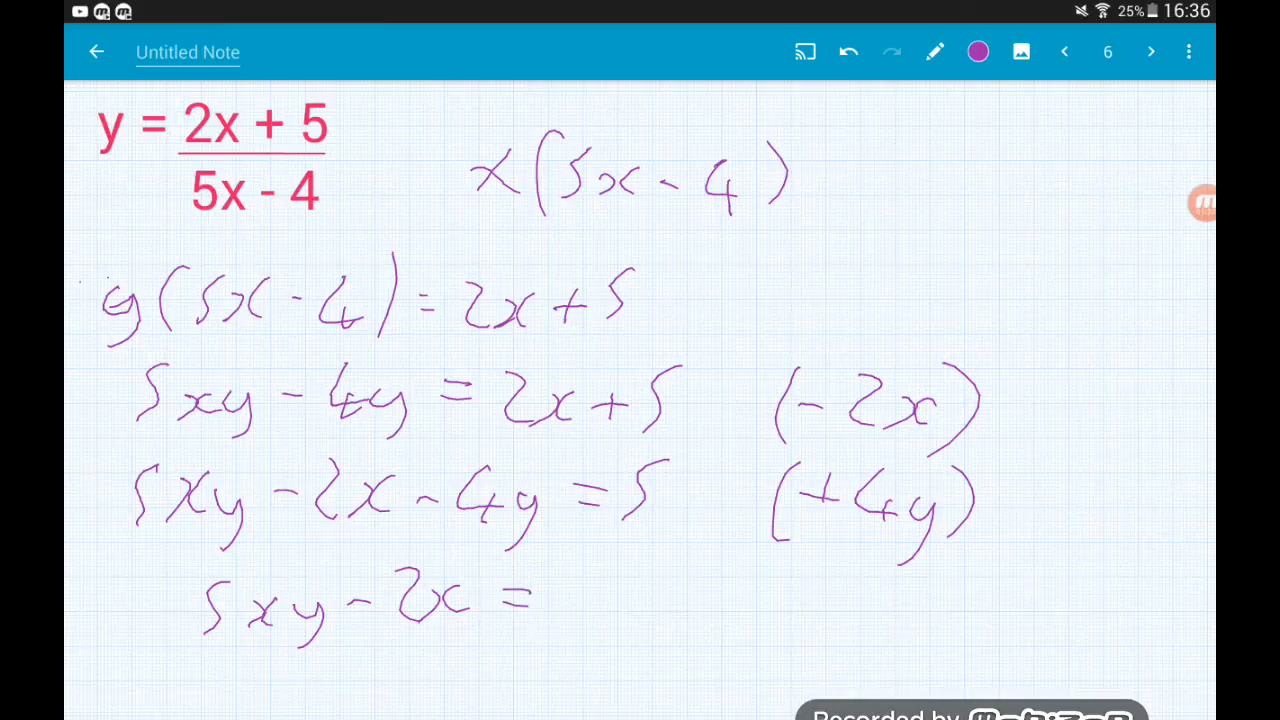 25% 16:36
Untitled Note
6
y = 2x + 5
5x - 4
x(5x - 4)
y(5x - 4) = 2x + 5
5xy - 4y = 2x + 5 (- 2x)
5xy - 2x - 4y = 5 (+ 4y)
5xy - 2x =
Recorded by